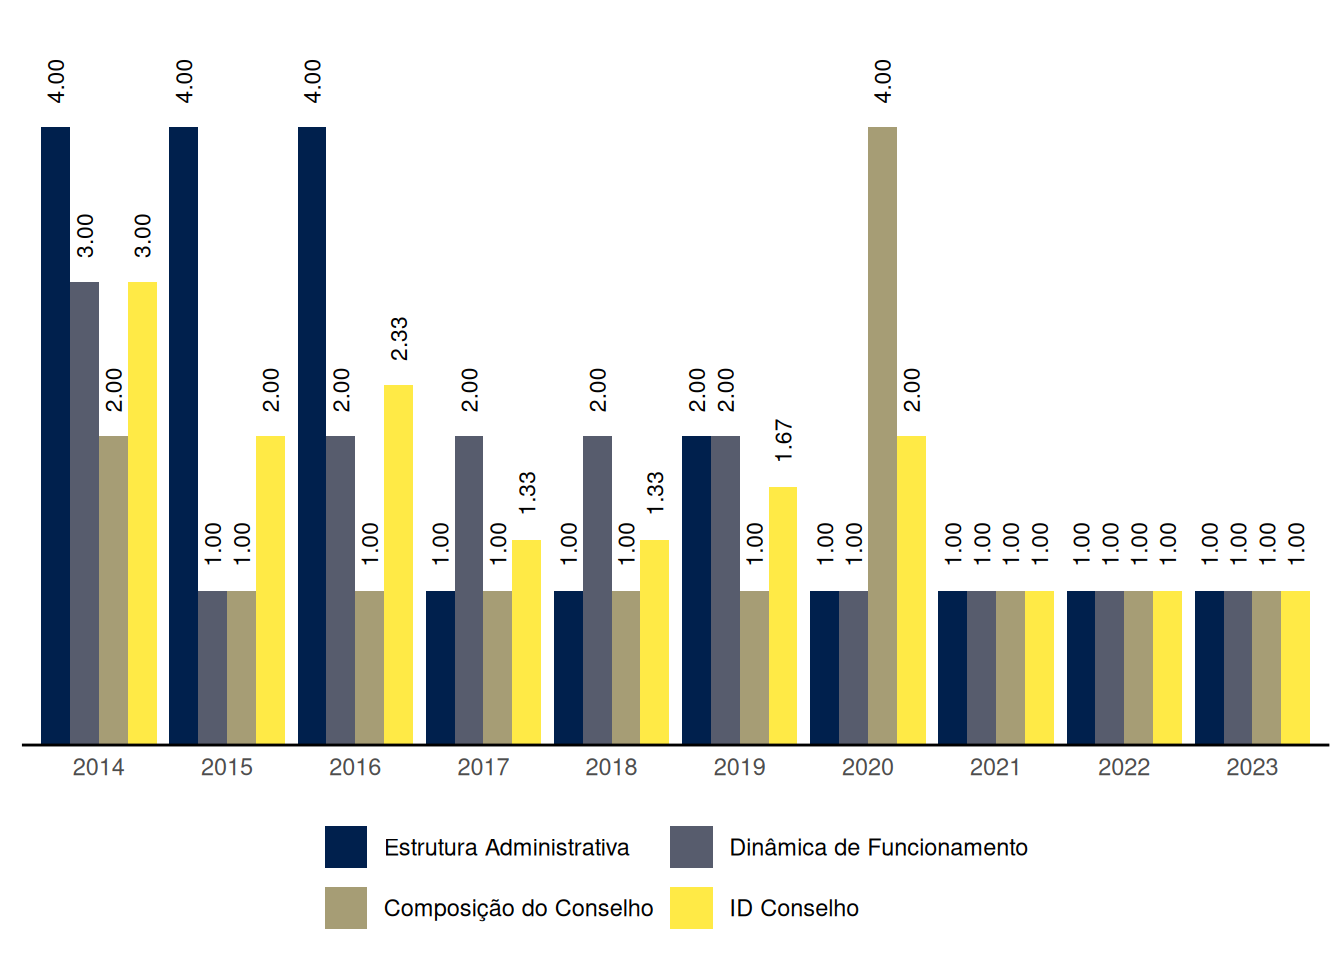 4.00 3.00 2.00 3.00
4.00 1.00 1.00 2.00
4.00 2.00 1.00 2.33
1.00 2.00 1.00 1.33
1.00 2.00 1.00 1.33
2.00 2.00 1.00 1.67
1.00 1.00 4.00 2.00
1.00 1.00 1.00 1.00
1.00 1.00 1.00 1.00
1.00 1.00 1.00 1.00
2014 2015 2016 2017 2018 2019 2020 2021 2022 2023
Estrutura Administrativa Dinâmica de Funcionamento
Composição do Conselho ID Conselho